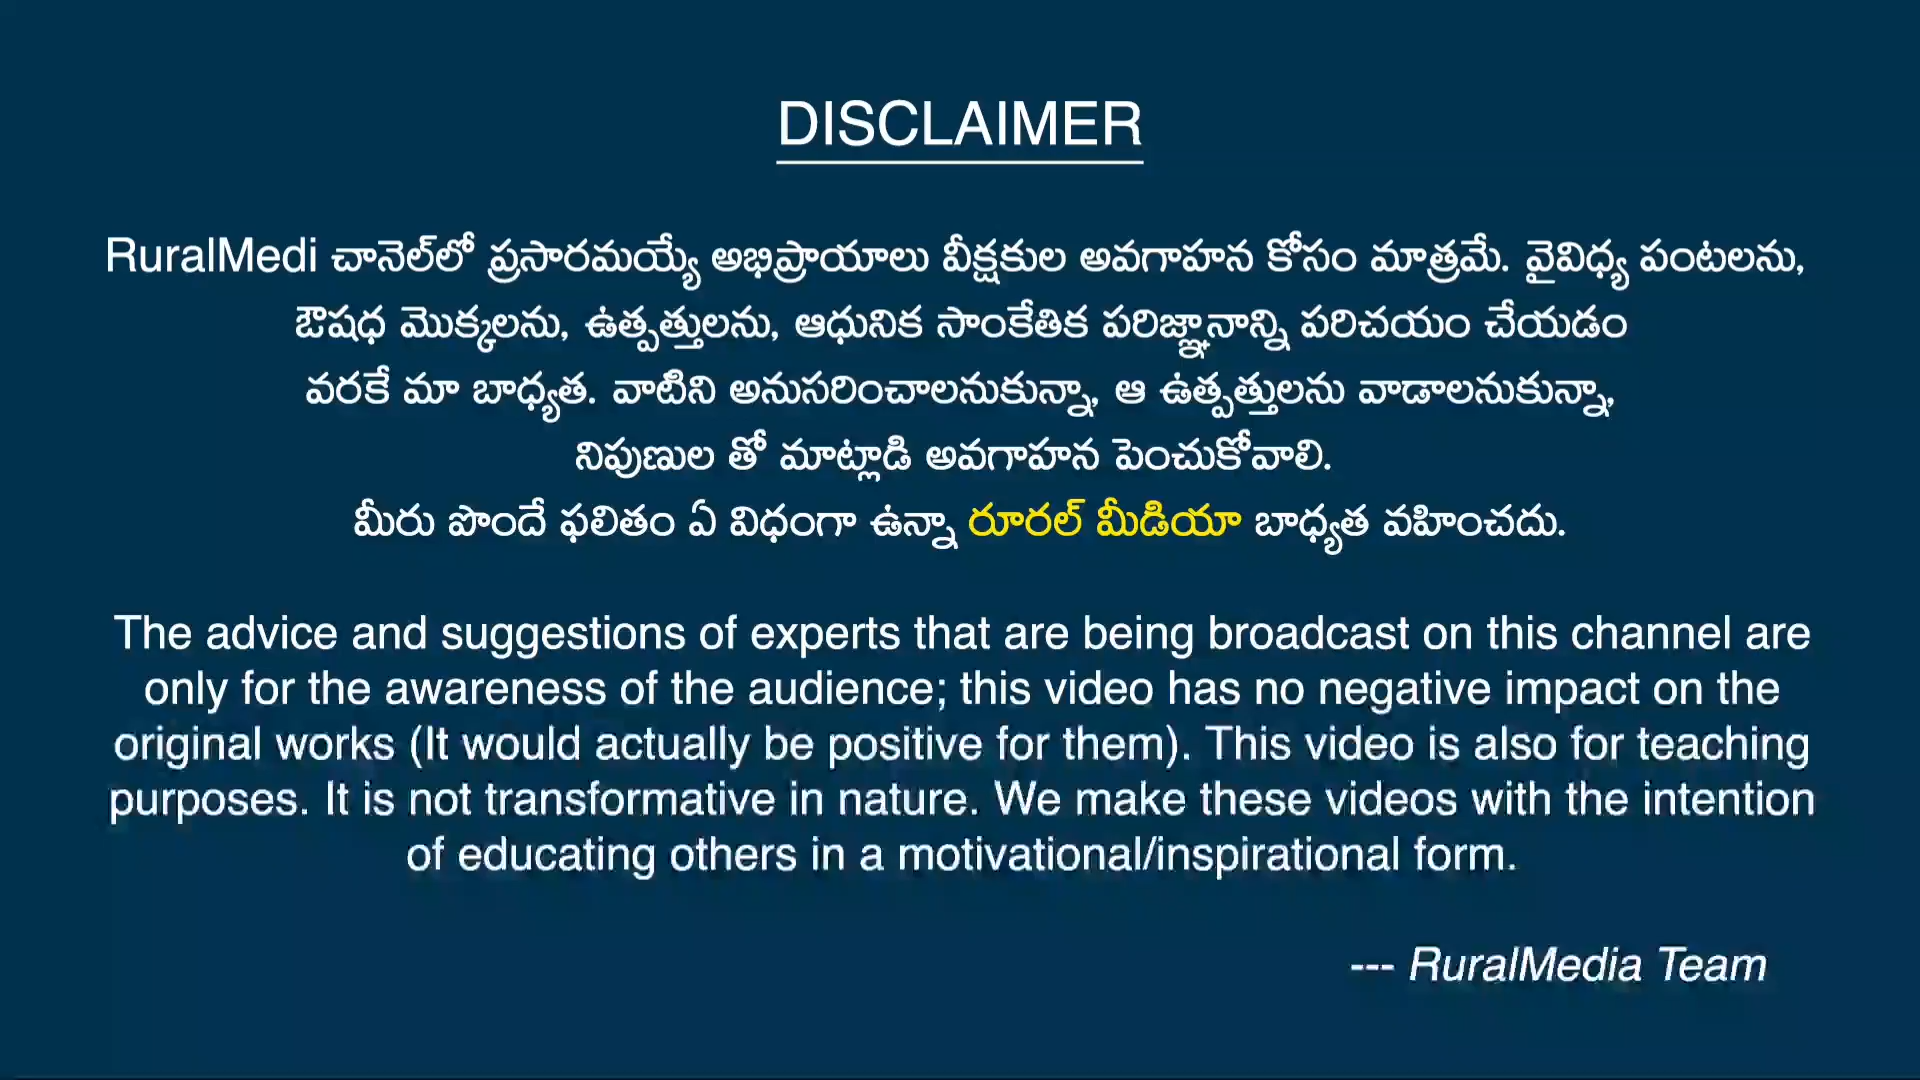 DISCLAIMER
RuralMedi చానెల్‌లో ప్రసారమయ్యే అభిప్రాయాలు వీక్షకుల అవగాహన కోసం మాత్రమే. వైవిధ్య పంటలను,
ఔషధ మొక్కలను, ఉత్పత్తులను, ఆధునిక సాంకేతిక పరిజ్ఞానాన్ని పరిచయం చేయడం
వరకే మా బాధ్యత. వాటిని అనుసరించాలనుకున్నా, ఆ ఉత్పత్తులను వాడాలనుకున్నా,
నిపుణుల తో మాట్లాడి అవగాహన పెంచుకోవాలి.
మీరు పొందే ఫలితం ఏ విధంగా ఉన్నా రూరల్ మీడియా బాధ్యత వహించదు.
The advice and suggestions of experts that are being broadcast on this channel are
only for the awareness of the audience; this video has no negative impact on the
original works (It would actually be positive for them). This video is also for teaching
purposes. It is not transformative in nature. We make these videos with the intention
of educating others in a motivational/inspirational form.
--- RuralMedia Team